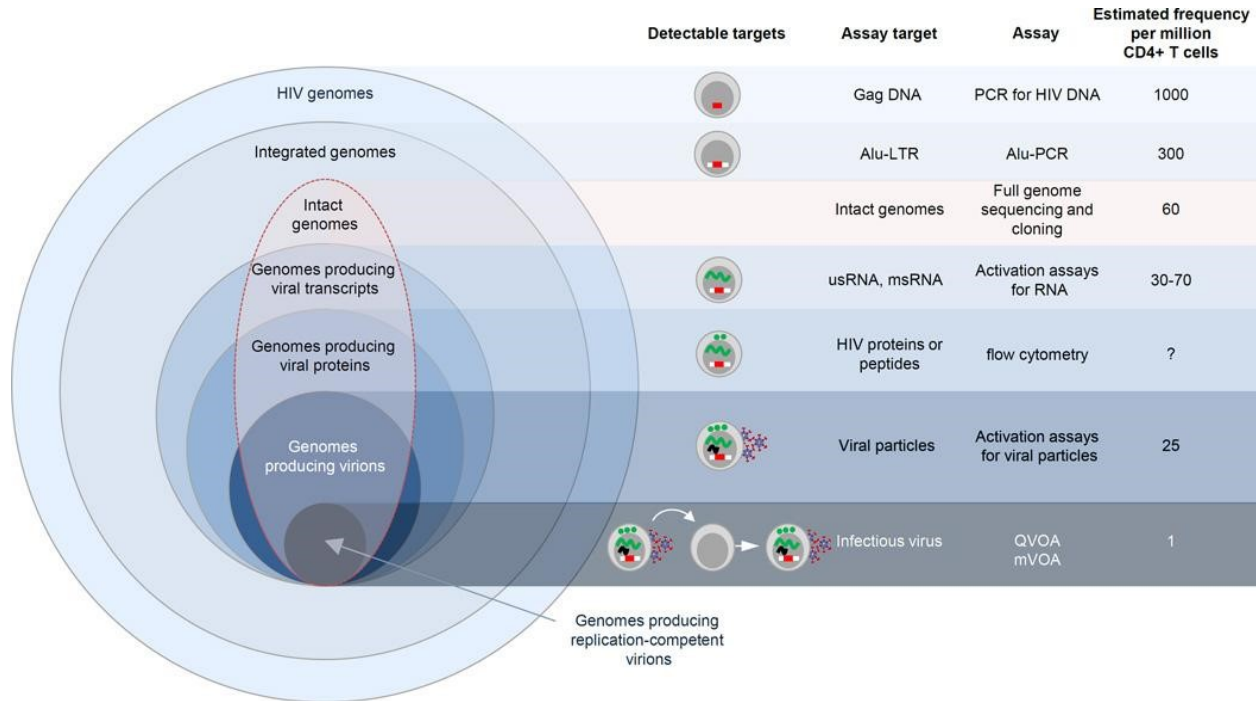 Detectable targets
Assay target
Assay
Estimated frequency
per million
CD4+ T cells
HIV genomes
Gag DNA
PCR for HIV DNA
1000
Integrated genomes
Alu-LTR
Alu-PCR
300
Intact
genomes
Intact genomes
Full genome
sequencing and
cloning
60
Genomes producing
viral transcripts
usRNA, msRNA
Activation assays
for RNA
30-70
Genomes producing
viral proteins
HIV proteins or
peptides
flow cytometry
?
Genomes
producing virions
Viral particles
Activation assays
for viral particles
25
Infectious virus
QVOA
mVOA
1
Genomes producing
replication-competent
virions